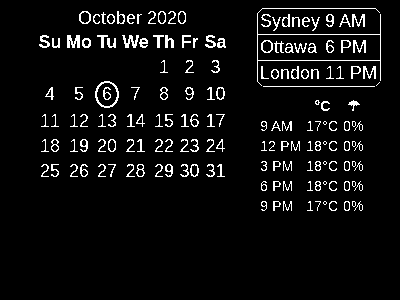 October 2020
Su Mo Tu We Th Fr Sa
1 2 3
4 5 6 7 8 9 10
11 12 13 14 15 16 17
18 19 20 21 22 23 24
25 26 27 28 29 30 31
Sydney 9 AM
Ottawa 6 PM
London 11 PM
°C ☂
9 AM 17°C 0%
12 PM 18°C 0%
3 PM 18°C 0%
6 PM 18°C 0%
9 PM 17°C 0%